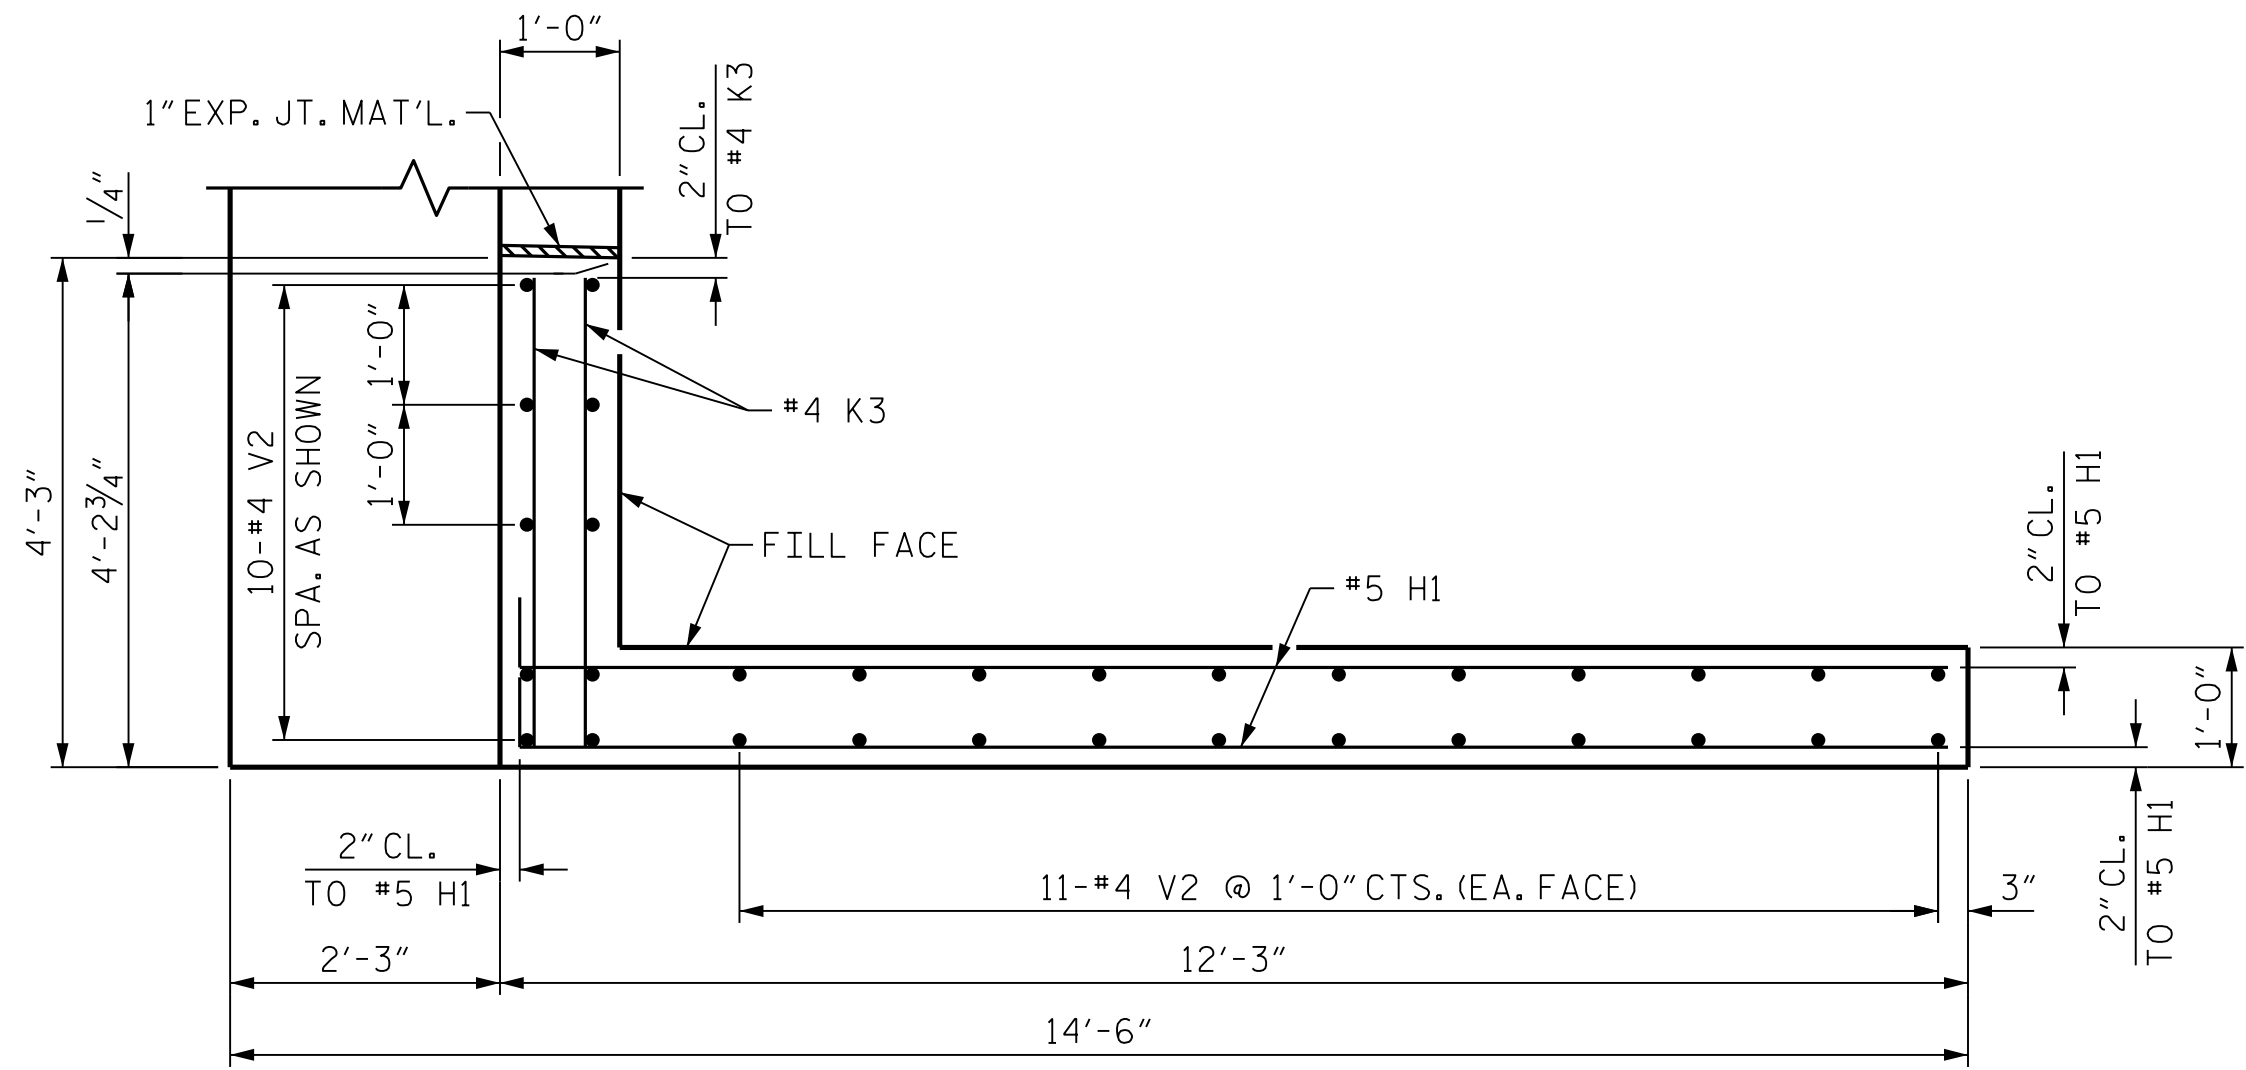 1'-0"
1" EXP. JT. MAT'L.
2" CL.
TO #4 K3
1/4"
4'-3"
4'-2 3/4"
10-#4 V2
SPA. AS SHOWN
1'-0"
1'-0"
#4 K3
FILL FACE
#5 H1
2" CL.
TO #5 H1
1'-0"
2" CL.
TO #5 H1
2" CL.
TO #5 H1
11-#4 V2 @ 1'-0" CTS. (EA. FACE)
3"
2'-3"
12'-3"
14'-6"